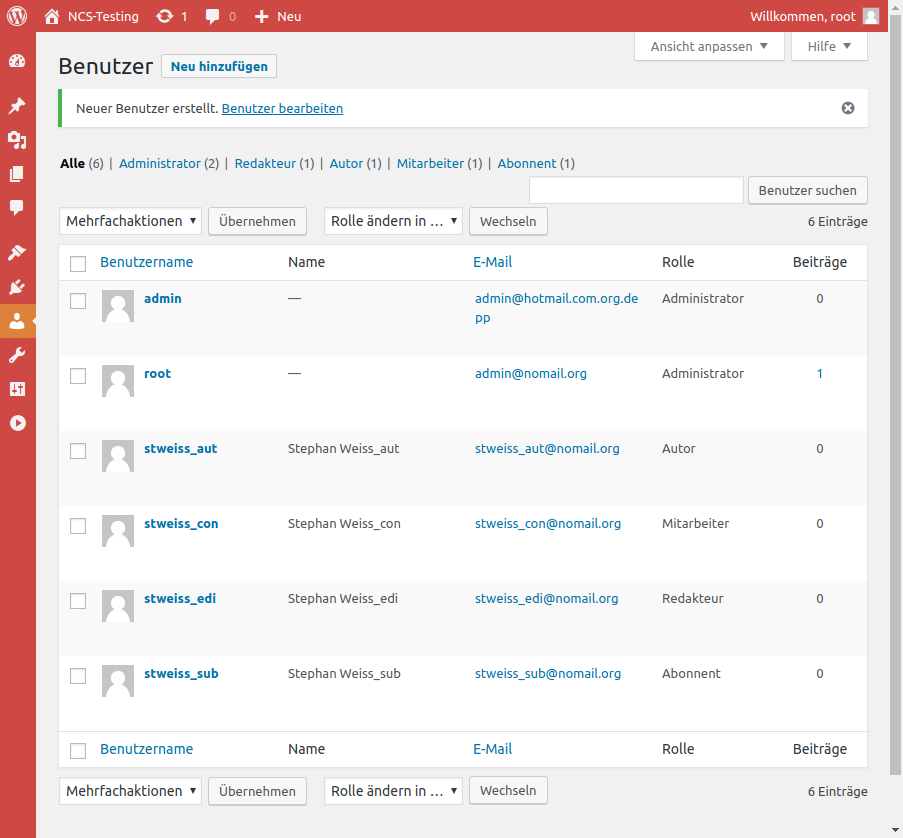 NCS-Testing 1 0 Neu Willkommen, root
Ansicht anpassen Hilfe
Benutzer Neu hinzufügen
Neuer Benutzer erstellt. Benutzer bearbeiten
Alle (6) | Administrator (2) | Redakteur (1) | Autor (1) | Mitarbeiter (1) | Abonnent (1)
Benutzer suchen
Mehrfachaktionen Übernehmen Rolle ändern in ... Wechseln 6 Einträge
Benutzername Name E-Mail Rolle Beiträge
admin — admin@hotmail.com.org.de Administrator 0
pp
root — admin@nomail.org Administrator 1
stweiss_aut Stephan Weiss_aut stweiss_aut@nomail.org Autor 0
stweiss_con Stephan Weiss_con stweiss_con@nomail.org Mitarbeiter 0
stweiss_edi Stephan Weiss_edi stweiss_edi@nomail.org Redakteur 0
stweiss_sub Stephan Weiss_sub stweiss_sub@nomail.org Abonnent 0
Benutzername Name E-Mail Rolle Beiträge
Mehrfachaktionen Übernehmen Rolle ändern in ... Wechseln 6 Einträge